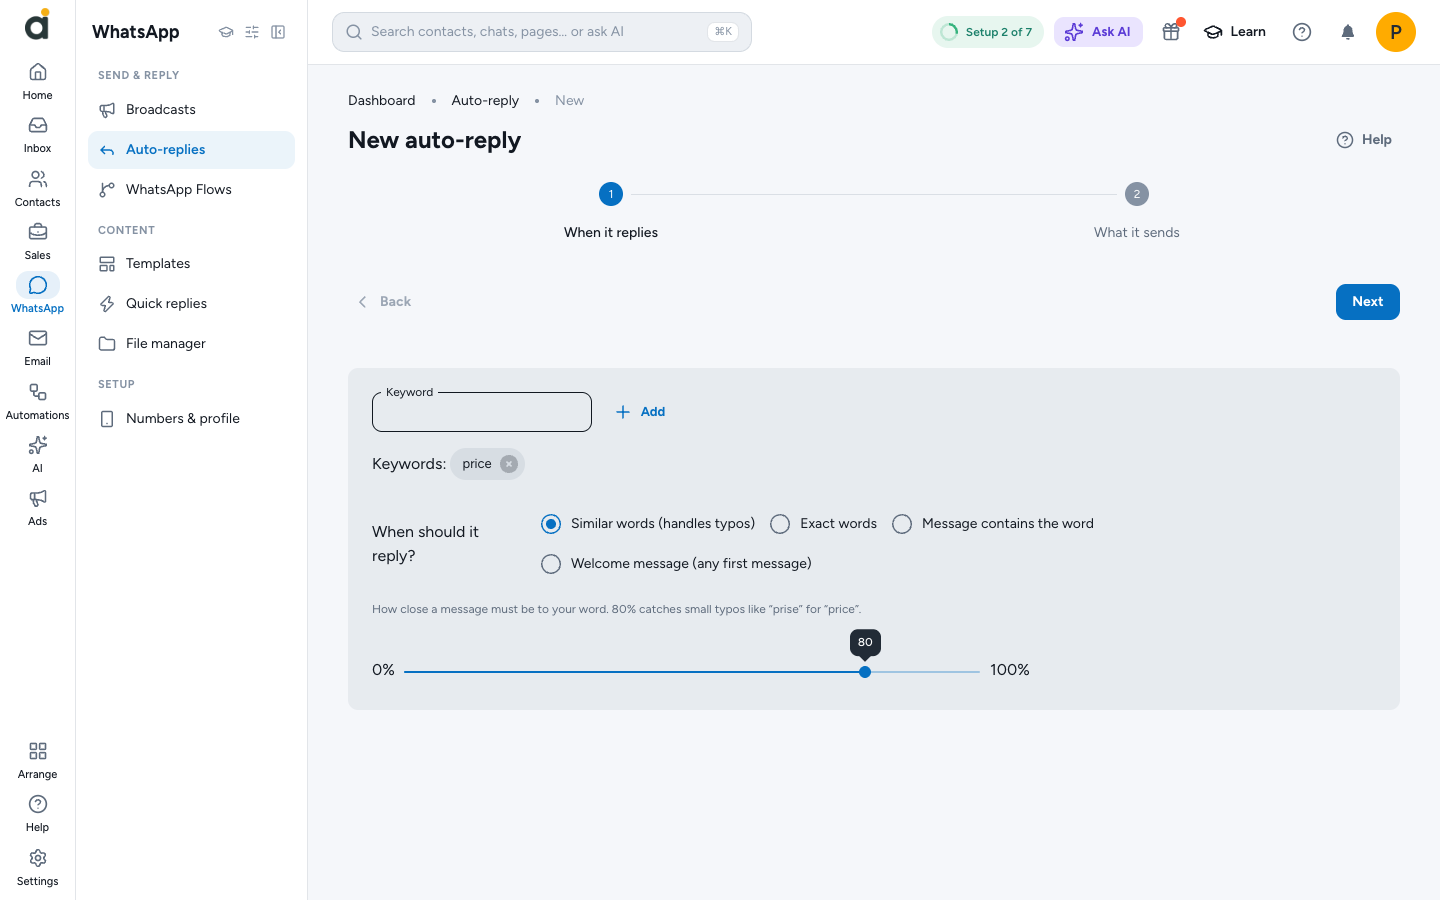 WhatsApp
Search contacts, chats, pages... or ask AI
⌘K
Setup 2 of 7
Ask AI
Learn
P
Home
Inbox
Contacts
Sales
WhatsApp
Email
Automations
AI
Ads
Arrange
Help
Settings
SEND & REPLY
Broadcasts
Auto-replies
WhatsApp Flows
CONTENT
Templates
Quick replies
File manager
SETUP
Numbers & profile
Dashboard • Auto-reply • New
New auto-reply
Help
1
When it replies
2
What it sends
Back
Next
Keyword
Add
Keywords: price
When should it
reply?
Similar words (handles typos)
Exact words
Message contains the word
Welcome message (any first message)
How close a message must be to your word. 80% catches small typos like “prise” for “price”.
80
0%
100%